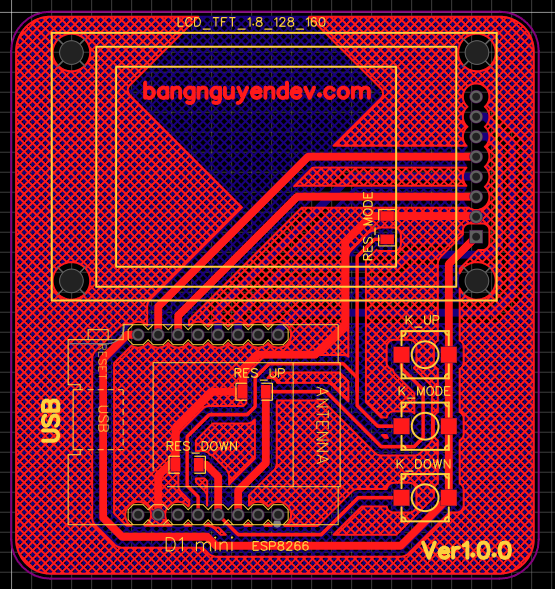 LCD_TFT_1.8_128_160
bangnguyendev.com
RES_MODE
K_UP
RESET
RES_UP
K_MODE
USB
USB
ANTENNA
RES_DOWN
K_DOWN
D1 mini
ESP8266
Ver1.0.0